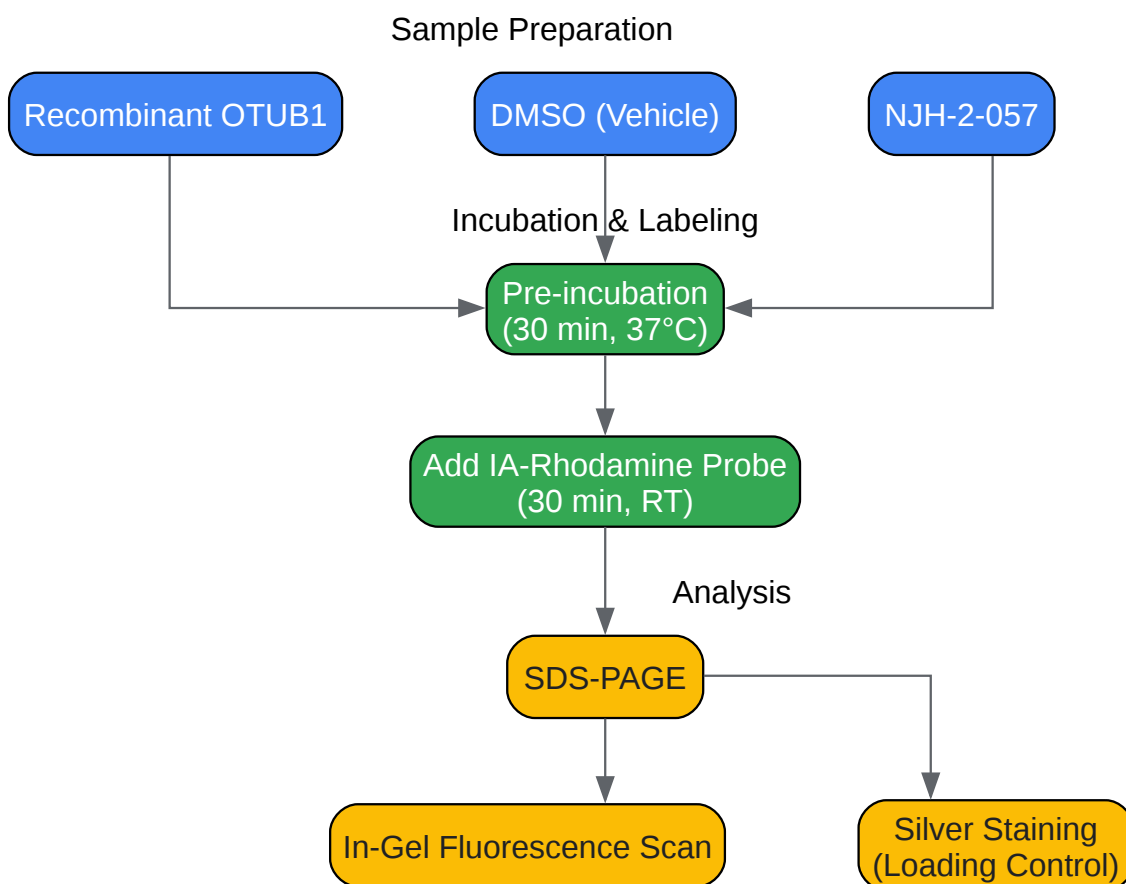 Sample Preparation
Recombinant OTUB1
DMSO (Vehicle)
NJH-2-057
Incubation & Labeling
Pre-incubation
(30 min, 37°C)
Add IA-Rhodamine Probe
(30 min, RT)
Analysis
SDS-PAGE
In-Gel Fluorescence Scan
Silver Staining
(Loading Control)